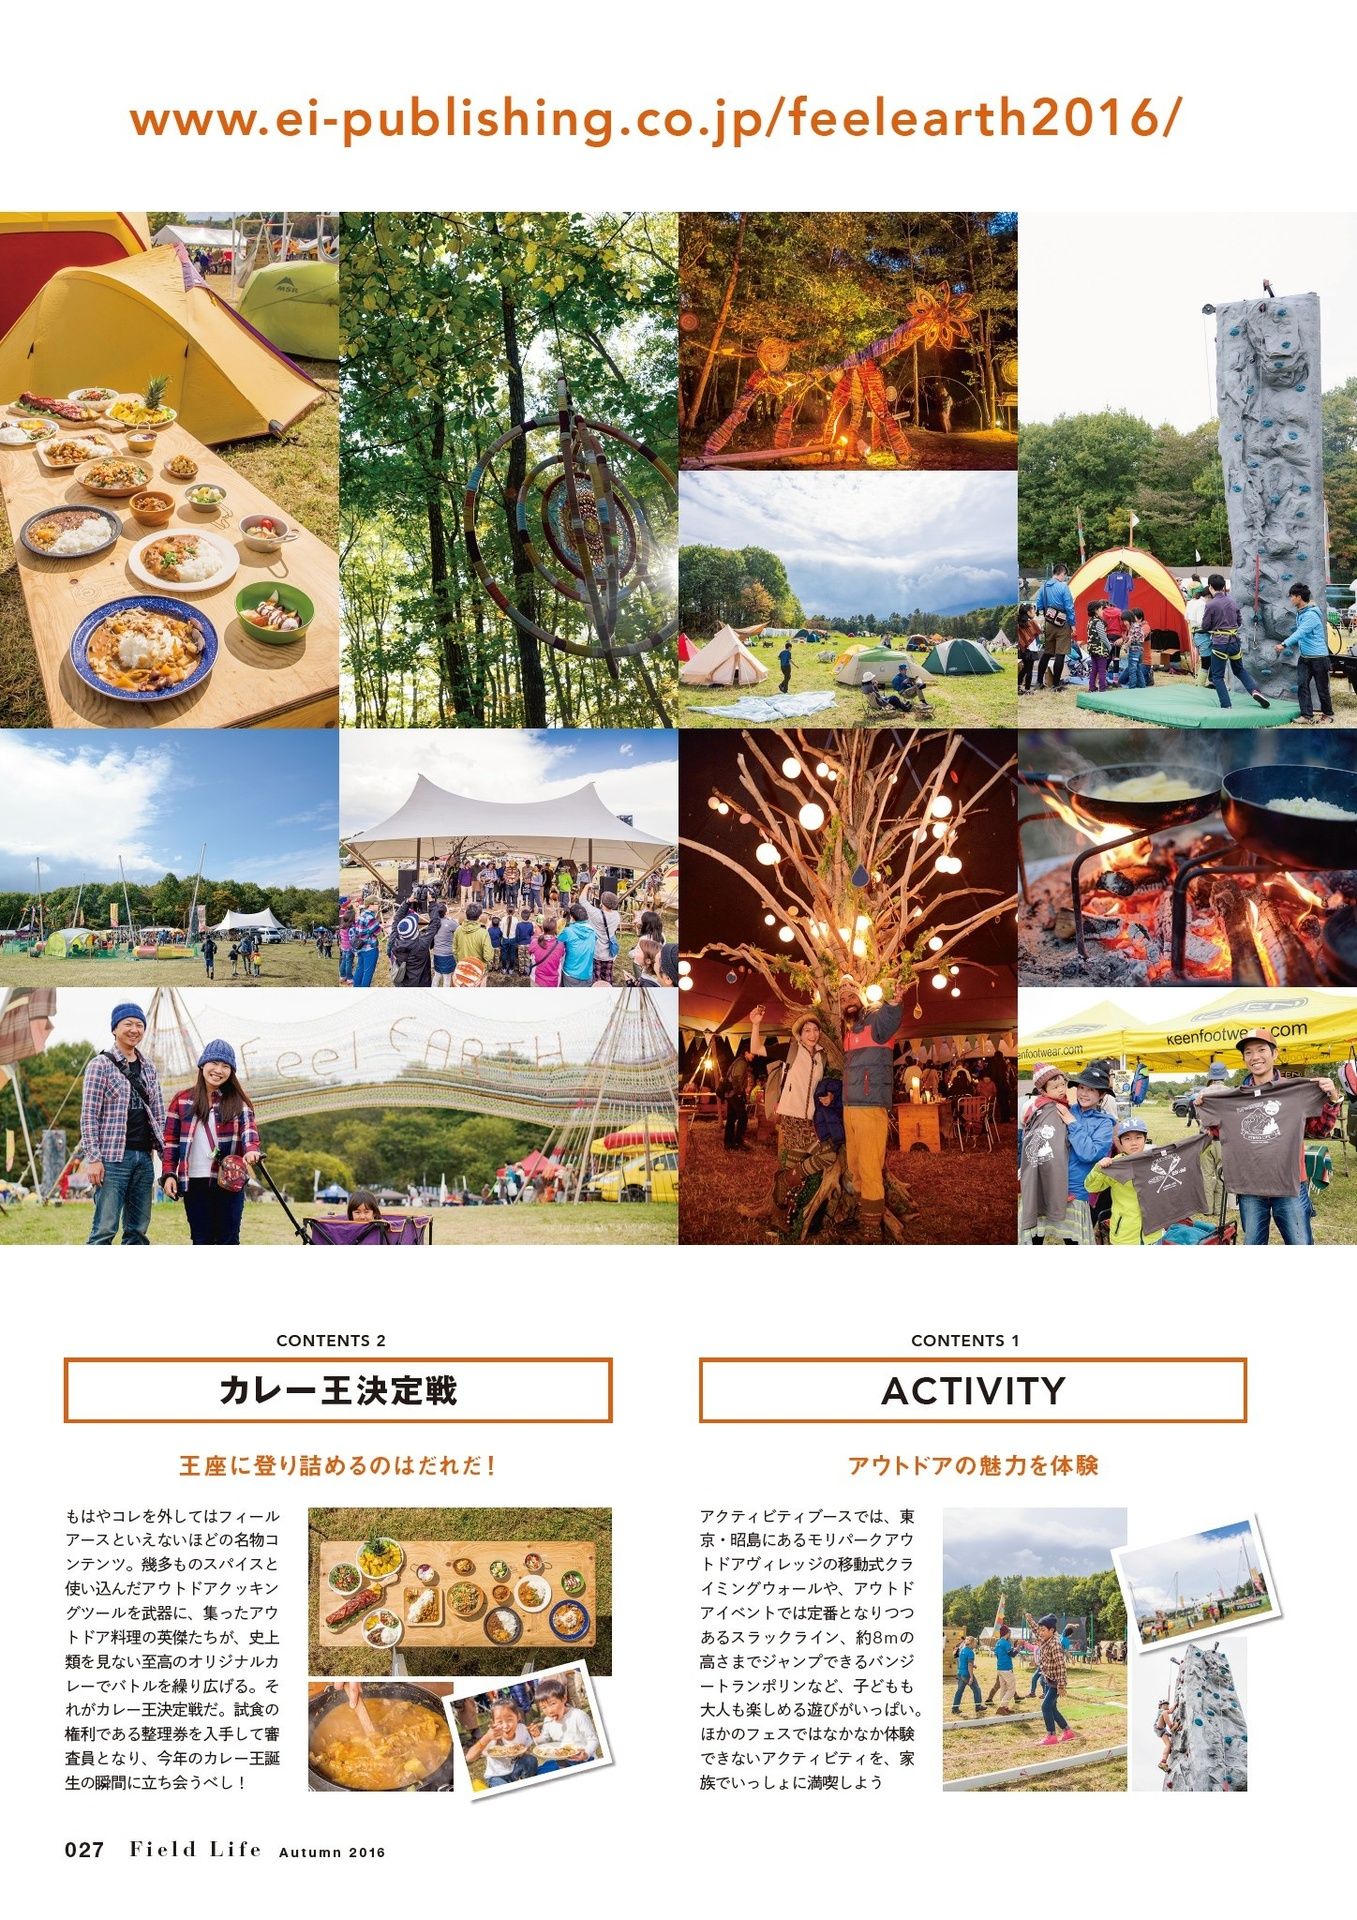 www.ei-publishing.co.jp/feelearth2016/
MSR
Feel EARTH
KEEN
keenfootwear.com
enfootwear.com
NY
CONTENTS 1
ACTIVITY
アウトドアの魅力を体験
アクティビティブースでは、東
京・昭島にあるモリパークアウ
トドアヴィレッジの移動式クラ
イミングウォールや、アウトド
アイベントでは定番となりつつ
あるスラックライン、約8mの
高さまでジャンプできるバンジ
ートランポリンなど、子どもも
大人も楽しめる遊びがいっぱい。
ほかのフェスではなかなか体験
できないアクティビティを、家
族でいっしょに満喫しよう
CONTENTS 2
カレー王決定戦
王座に登り詰めるのはだれだ！
もはやコレを外してはフィール
アースといえないほどの名物コ
ンテンツ。幾多ものスパイスと
使い込んだアウトドアクッキン
グツールを武器に、集ったアウ
トドア料理の英傑たちが、史上
類を見ない至高のオリジナルカ
レーでバトルを繰り広げる。そ
れがカレー王決定戦だ。試食の
権利である整理券を入手して審
査員となり、今年のカレー王誕
生の瞬間に立ち会うべし！
027 Field Life Autumn 2016